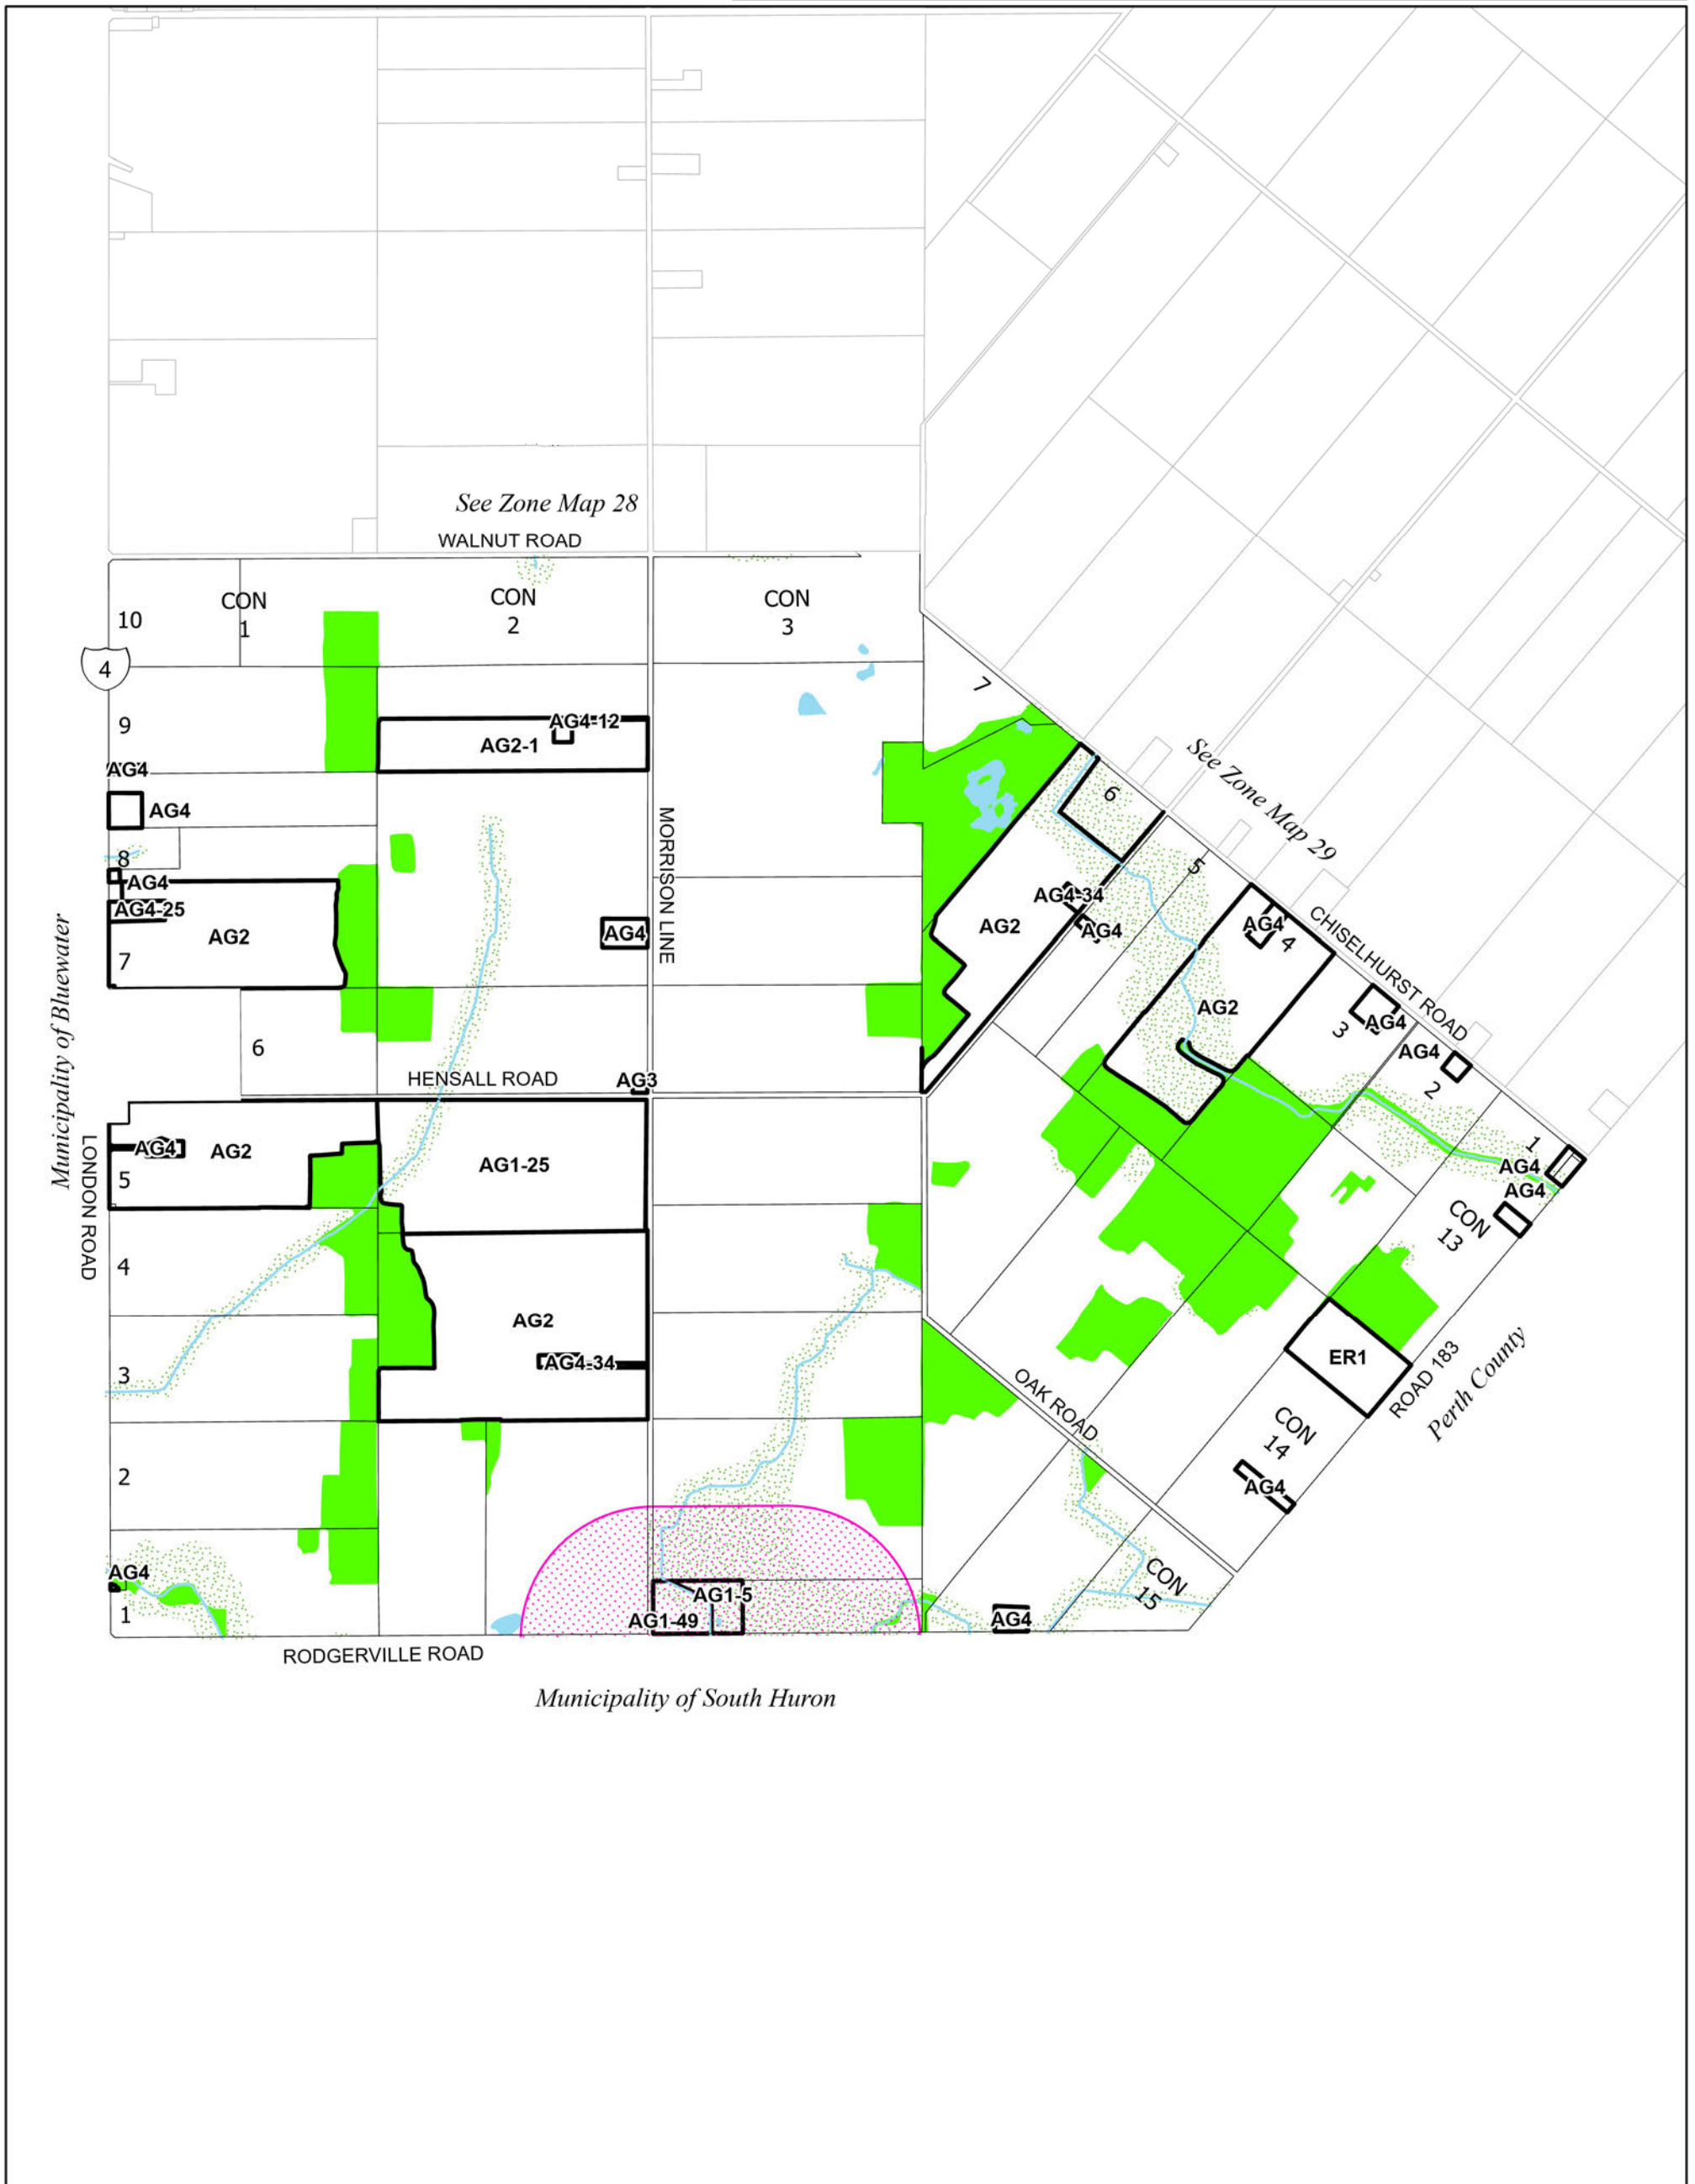 See Zone Map 28
WALNUT ROAD
CON
1
CON
2
CON
3
10
4
9
AG4-12
AG2-1
AG4
AG4
8
AG4
AG4-25
AG2
7
AG4
MORRISON LINE
6
HENSALL ROAD
AG3
Municipality of Bluewater
LONDON ROAD
AG4
AG2
5
AG1-25
4
AG2
3
AG4-34
2
AG4
1
AG1-5
AG1-49
RODGERVILLE ROAD
Municipality of South Huron
7
6
See Zone Map 29
5
AG4-34
AG2
AG4
AG4
4
CHISELHURST ROAD
AG2
3
AG4
AG4
2
1
AG4
AG4
CON
13
ER1
ROAD 183
Perth County
OAK ROAD
CON
14
AG4
CON
15
AG4